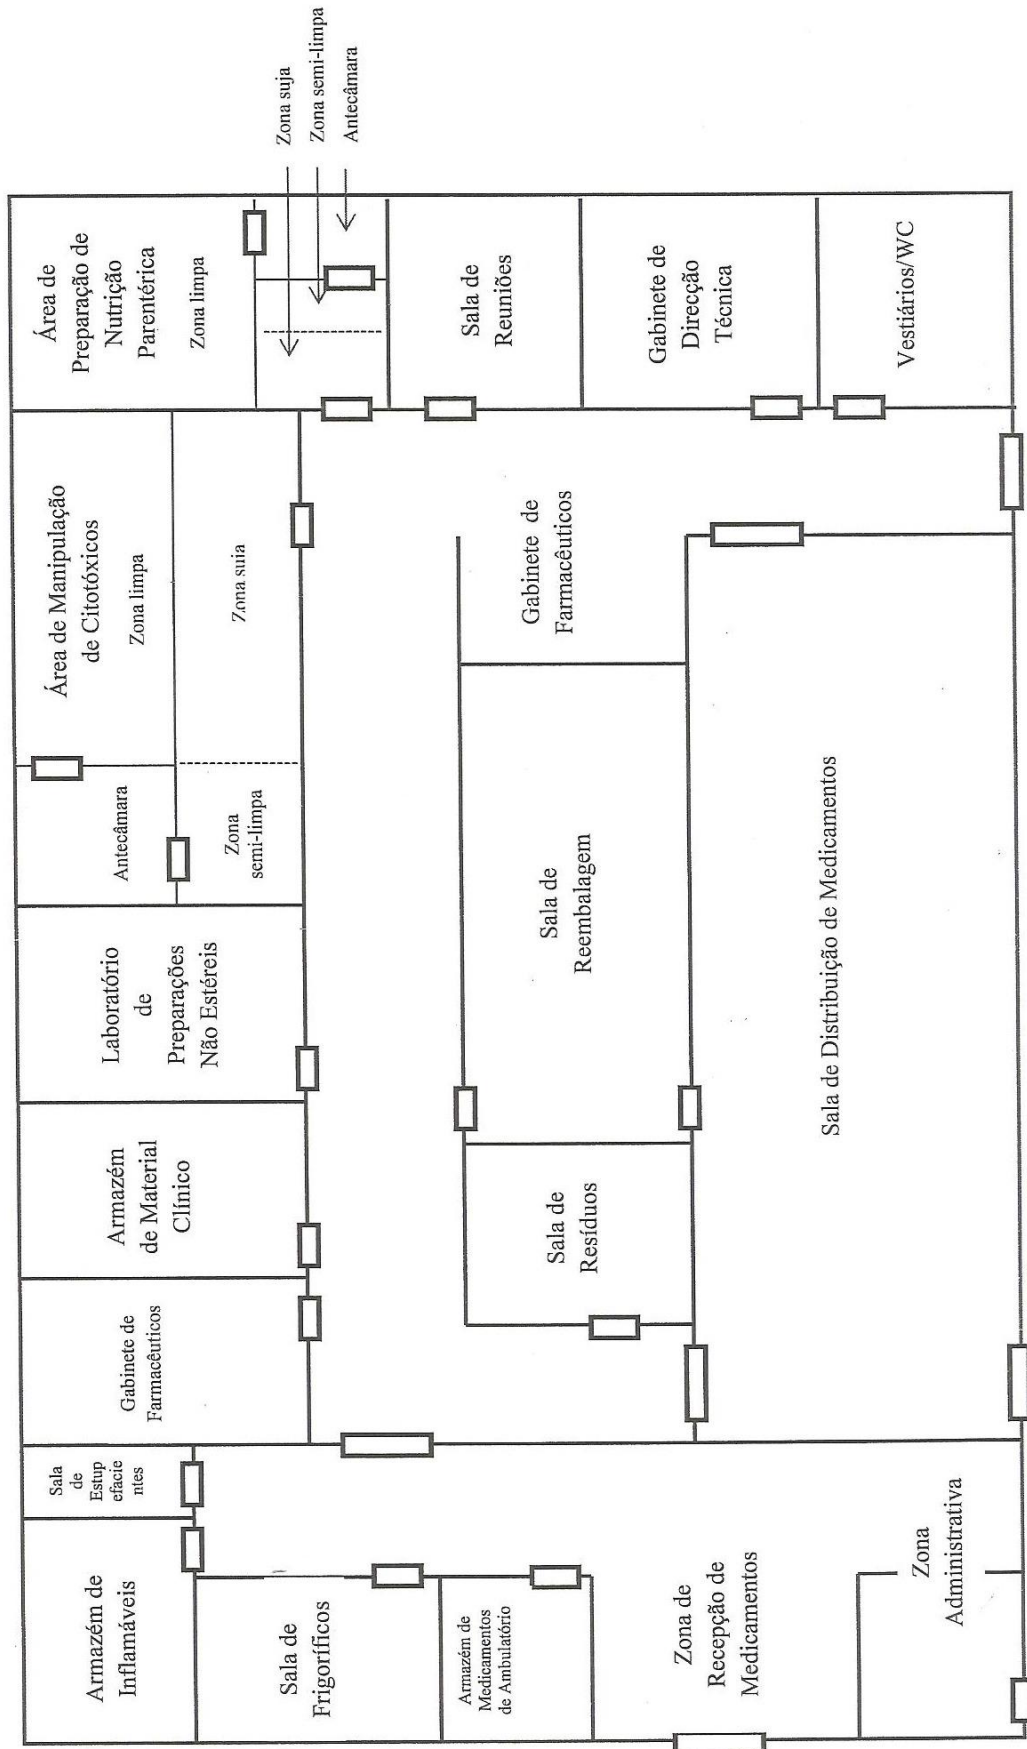 Área de
Preparação de
Nutrição
Parentérica
Zona limpa
Zona suja
Zona semi-limpa
Antecâmara
Sala de
Reuniões
Gabinete de
Direcção
Técnica
Vestiários/WC
Área de Manipulação
de Citotóxicos
Zona limpa
Zona suia
Antecâmara
Zona
semi-limpa
Gabinete de
Farmacêuticos
Laboratório
de
Preparações
Não Estéreis
Sala de
Reembalagem
Sala de Distribuição de Medicamentos
Armazém
de Material
Clínico
Sala de
Resíduos
Gabinete de
Farmacêuticos
Sala
de
Estup
efacie
ntes
Armazém de
Inflamáveis
Sala de
Frigoríficos
Armazém de
Medicamentos
de Ambulatório
Zona de
Recepção de
Medicamentos
Zona
Administrativa